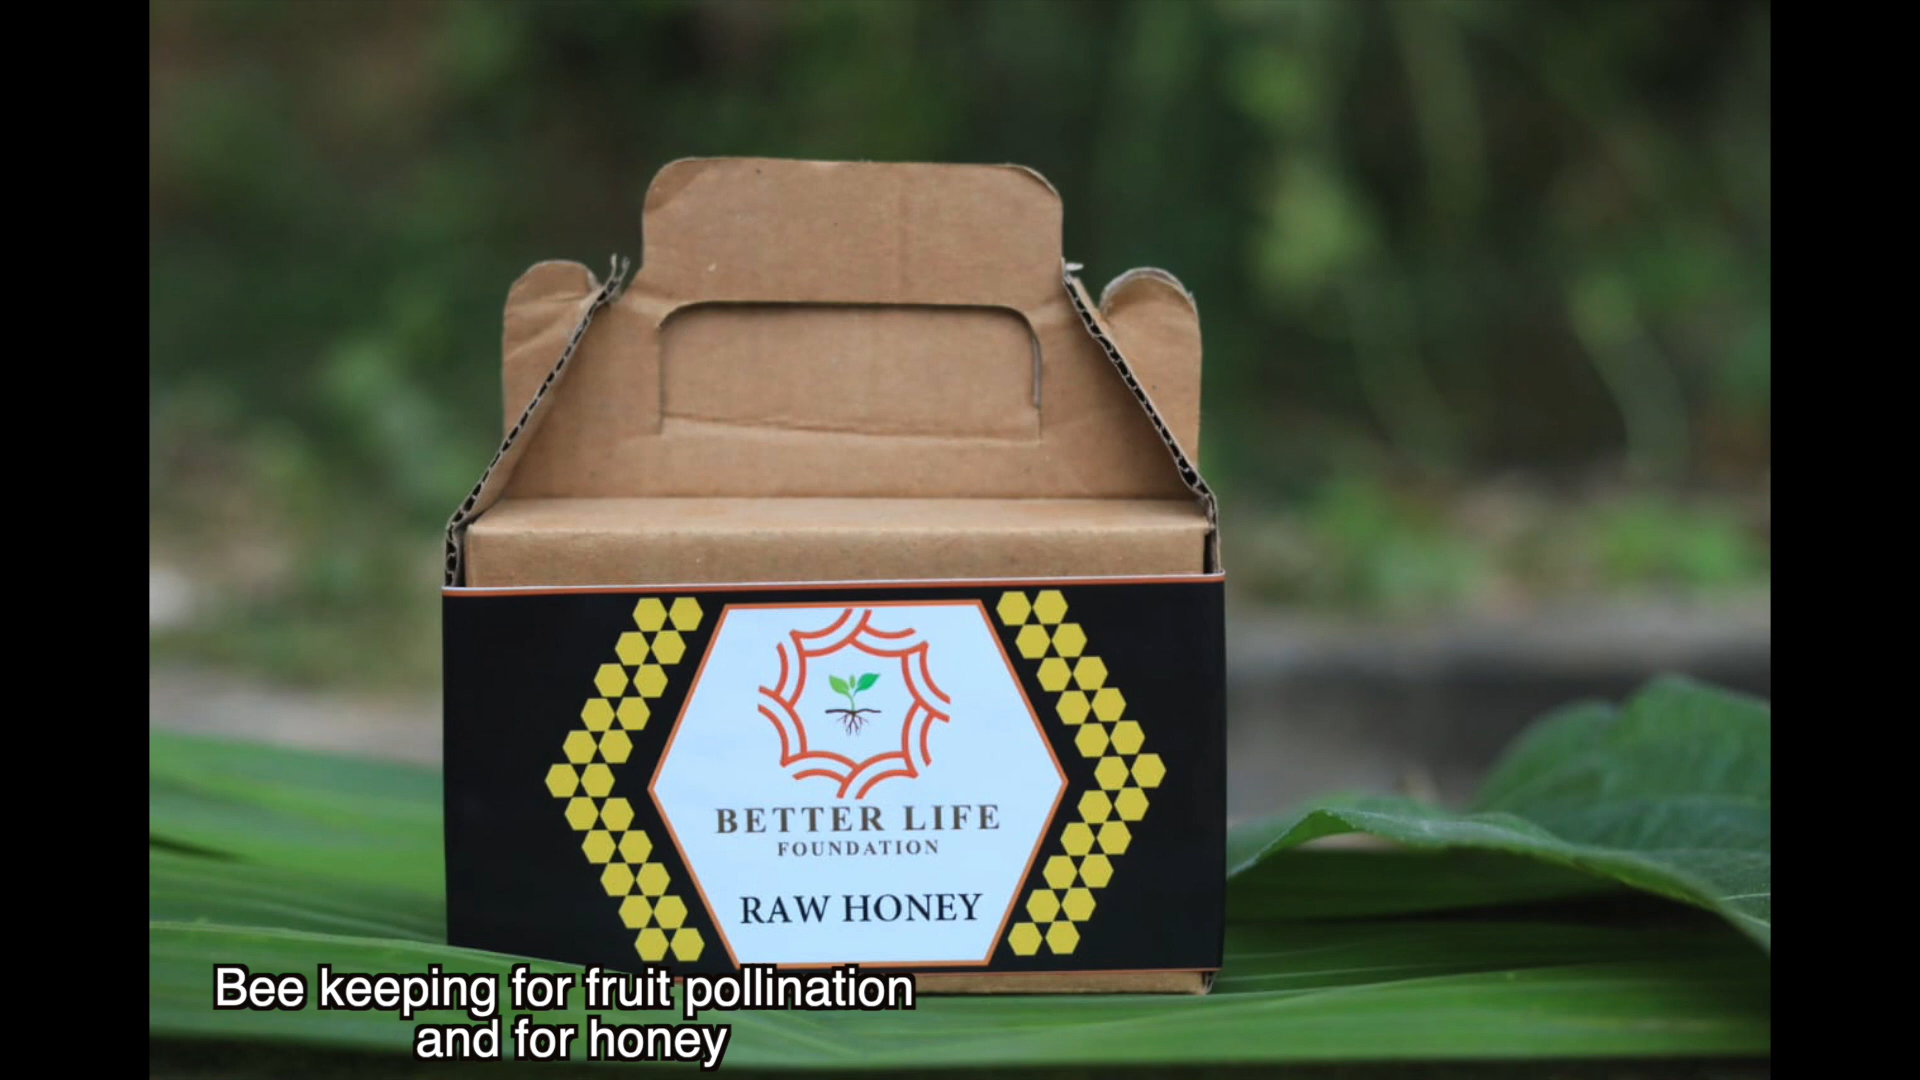 BETTER LIFE
FOUNDATION
RAW HONEY
Bee keeping for fruit pollination
and for honey